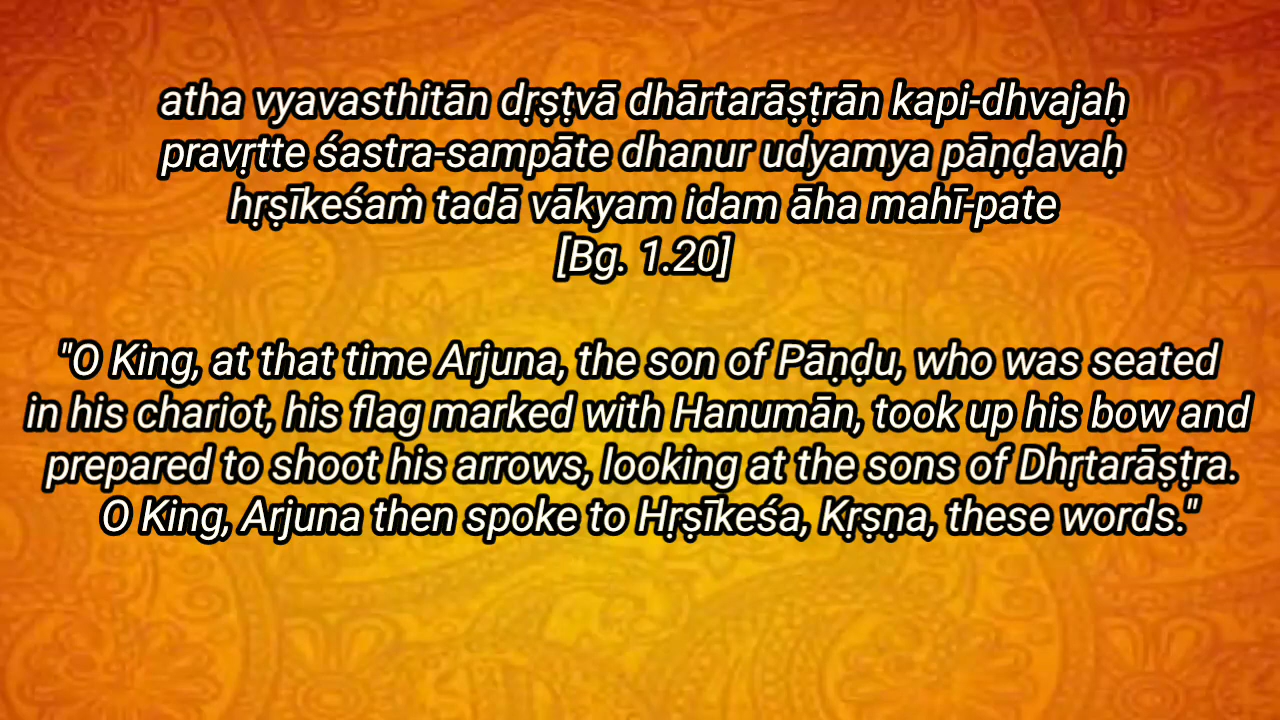 atha vyavasthitān dṛṣṭvā dhārtarāṣṭrān kapi-dhvajaḥ
pravṛtte śastra-sampāte dhanur udyamya pāṇḍavaḥ
hṛṣīkeśaṁ tadā vākyam idam āha mahī-pate
[Bg. 1.20]
"O King, at that time Arjuna, the son of Pāṇḍu, who was seated
in his chariot, his flag marked with Hanumān, took up his bow and
prepared to shoot his arrows, looking at the sons of Dhṛtarāṣṭra.
O King, Arjuna then spoke to Hṛṣīkeśa, Kṛṣṇa, these words."